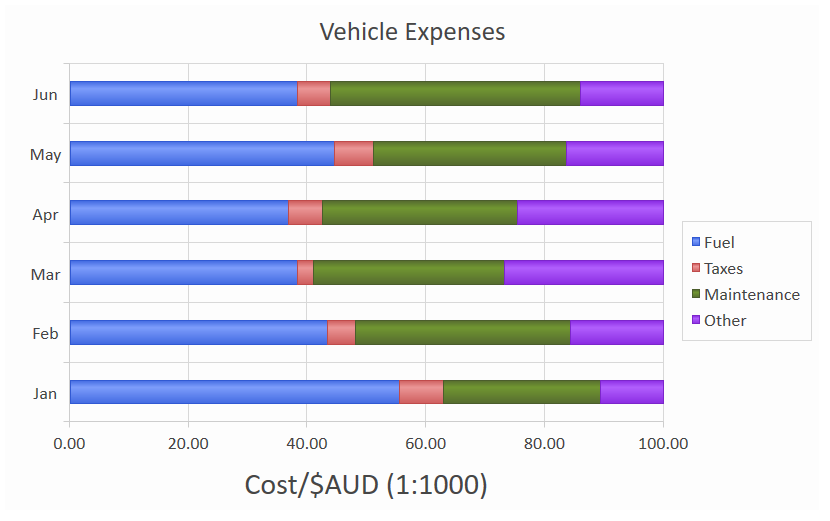 Vehicle Expenses
Jun
May
Apr
Mar
Feb
Jan
0.00 20.00 40.00 60.00 80.00 100.00
Cost/$AUD (1:1000)
Fuel
Taxes
Maintenance
Other